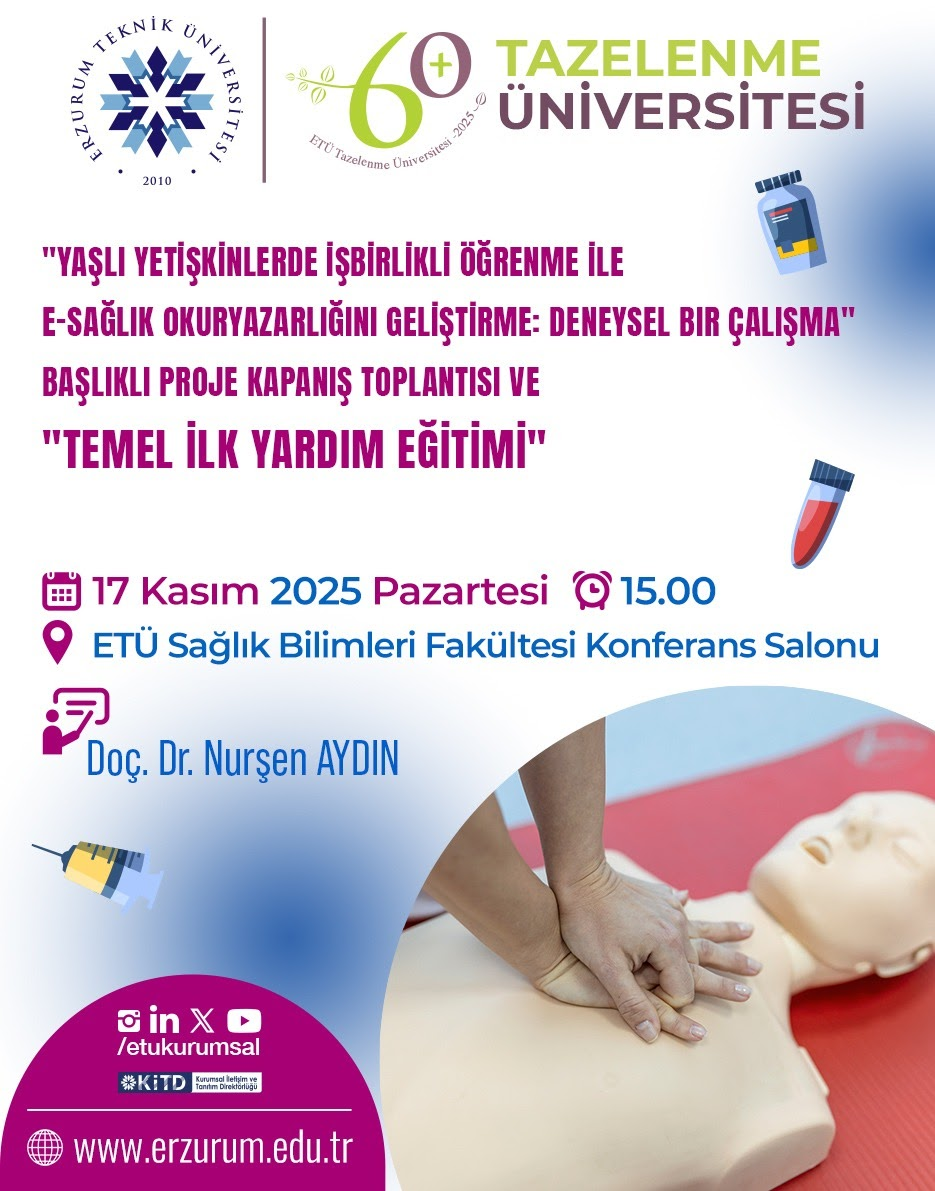 ERZURUM TEKNİK ÜNİVERSİTESİ
2010
60+
ETÜ Tazelenme Üniversitesi -2025-
TAZELENME
ÜNİVERSİTESİ
"YAŞLI YETİŞKİNLERDE İŞBİRLİKLİ ÖĞRENME İLE
E-SAĞLIK OKURYAZARLIĞINI GELİŞTİRME: DENEYSEL BIR ÇALIŞMA"
BAŞLIKLI PROJE KAPANIŞ TOPLANTISI VE
"TEMEL İLK YARDIM EĞİTİMİ"
17 Kasım 2025 Pazartesi 15.00
ETÜ Sağlık Bilimleri Fakültesi Konferans Salonu
Doç. Dr. Nurşen AYDIN
/etukurumsal
KİTD Kurumsal İletişim ve
Tanıtım Direktörlüğü
www.erzurum.edu.tr